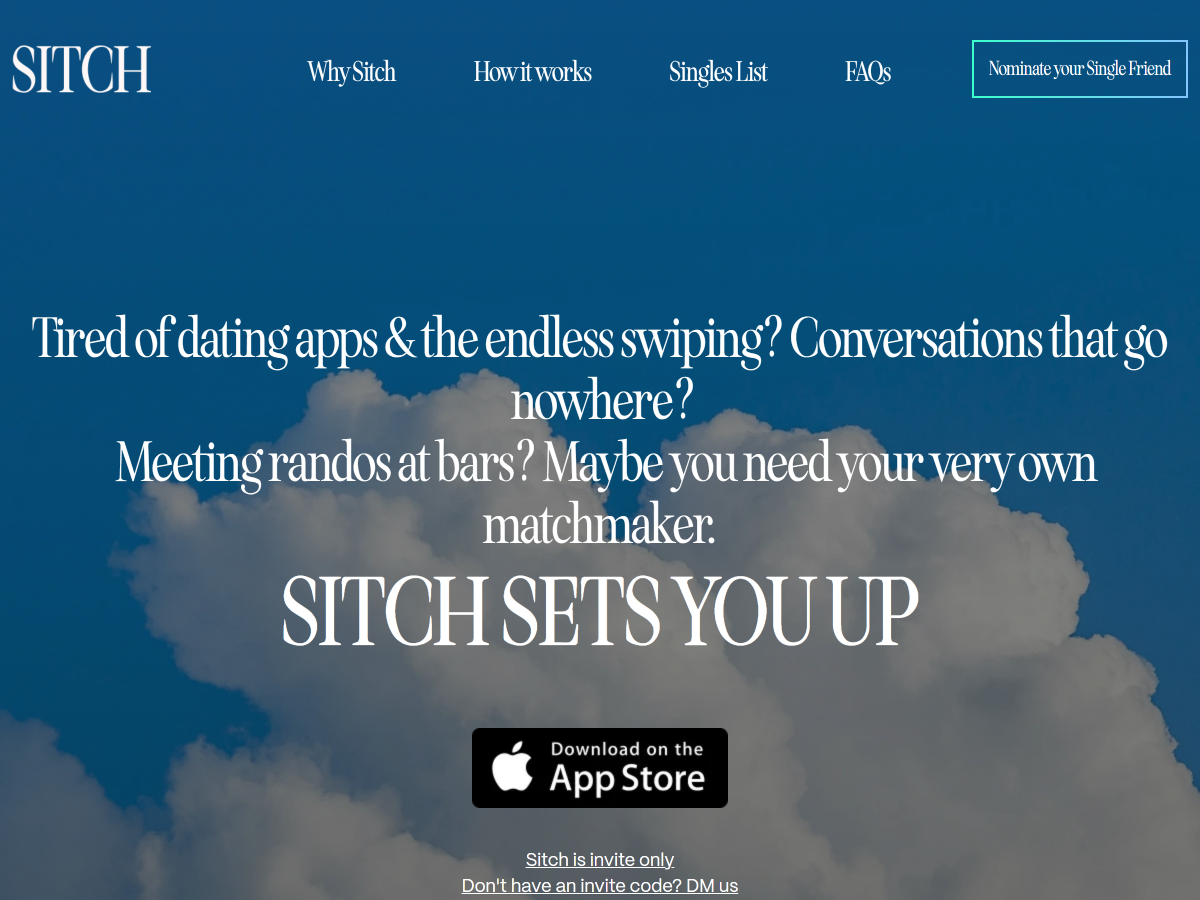 SITCH
Why Sitch
How it works
Singles List
FAQs
Nominate your Single Friend
Tired of dating apps & the endless swiping? Conversations that go
nowhere?
Meeting randos at bars? Maybe you need your very own
matchmaker.
SITCH SETS YOU UP
Download on the
App Store
Sitch is invite only
Don't have an invite code? DM us